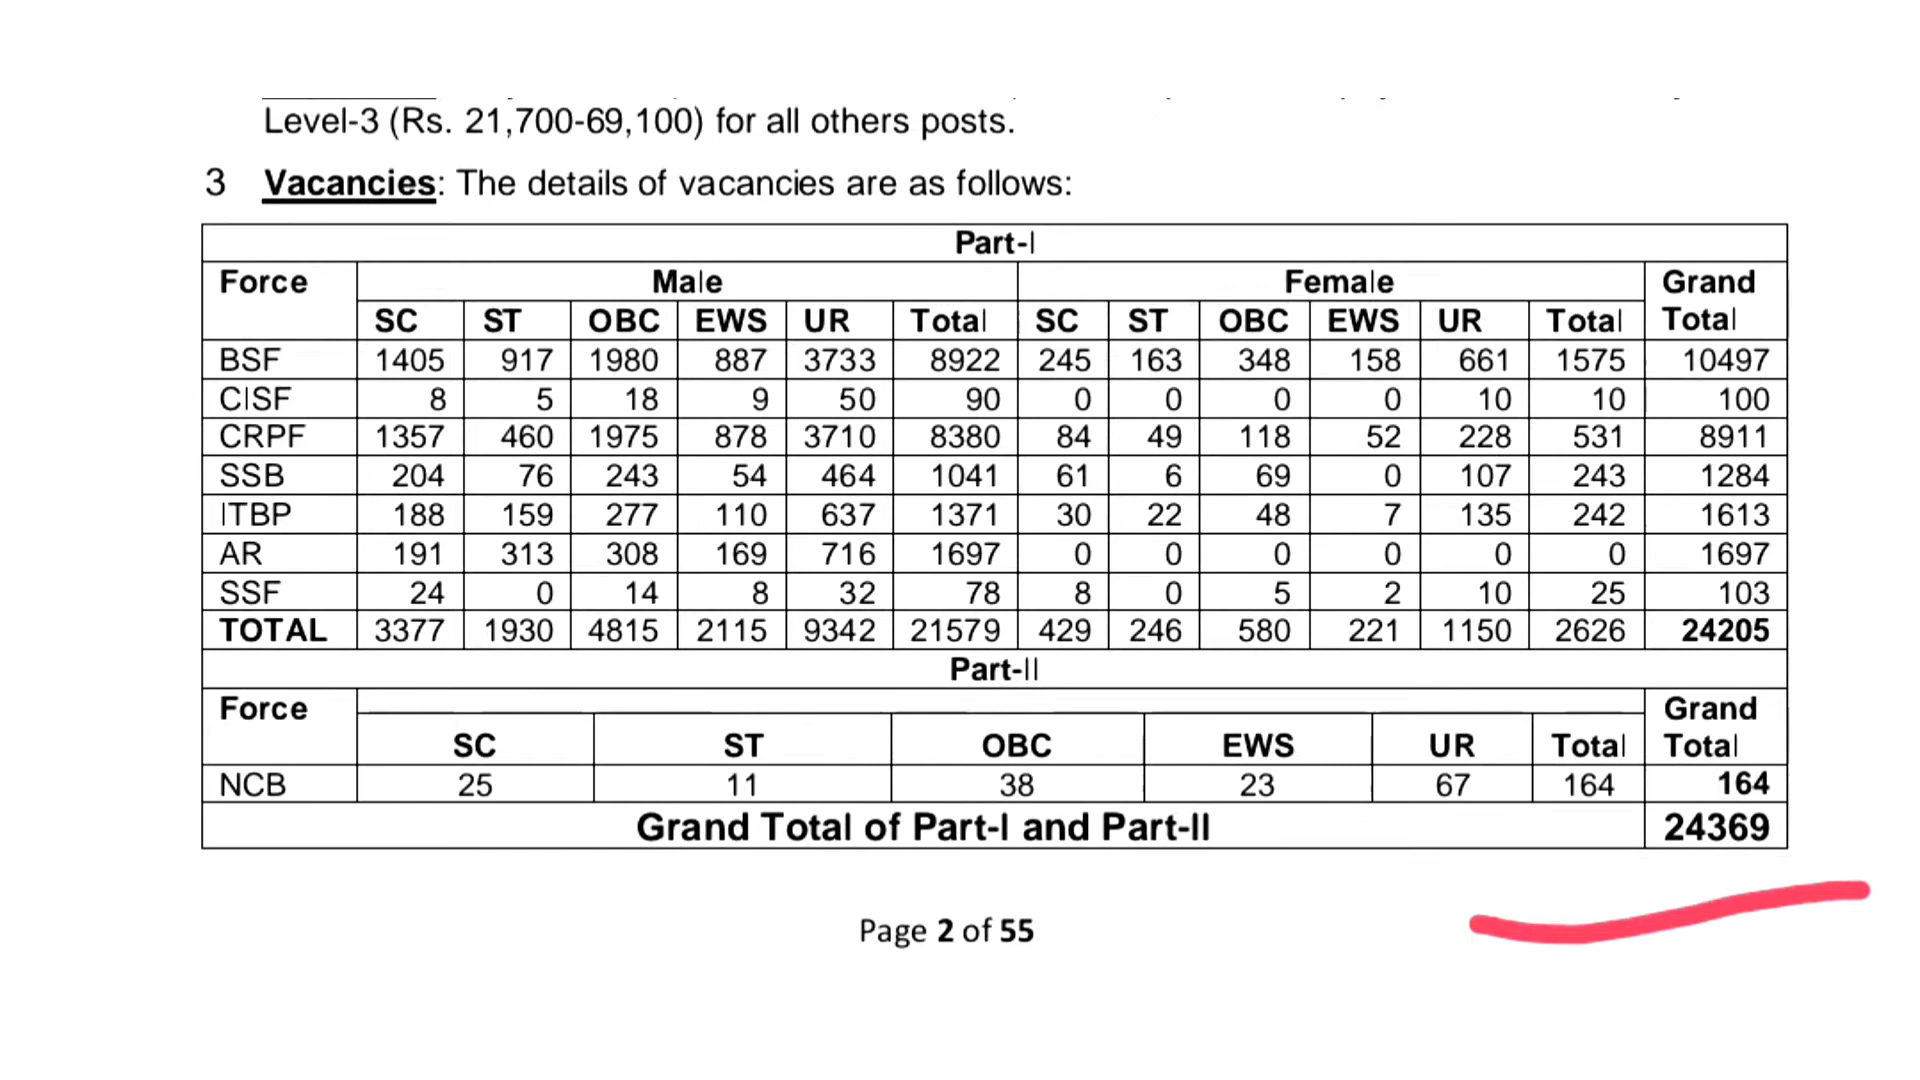 Level-3 (Rs. 21,700-69,100) for all others posts.
3 Vacancies: The details of vacancies are as follows:
Part-I
Force Male Female Grand Total
SC ST OBC EWS UR Total SC ST OBC EWS UR Total
BSF 1405 917 1980 887 3733 8922 245 163 348 158 661 1575 10497
CISF 8 5 18 9 50 90 0 0 0 0 10 10 100
CRPF 1357 460 1975 878 3710 8380 84 49 118 52 228 531 8911
SSB 204 76 243 54 464 1041 61 6 69 0 107 243 1284
ITBP 188 159 277 110 637 1371 30 22 48 7 135 242 1613
AR 191 313 308 169 716 1697 0 0 0 0 0 0 1697
SSF 24 0 14 8 32 78 8 0 5 2 10 25 103
TOTAL 3377 1930 4815 2115 9342 21579 429 246 580 221 1150 2626 24205
Part-II
Force Grand Total
SC ST OBC EWS UR Total
NCB 25 11 38 23 67 164 164
Grand Total of Part-I and Part-II 24369
Page 2 of 55